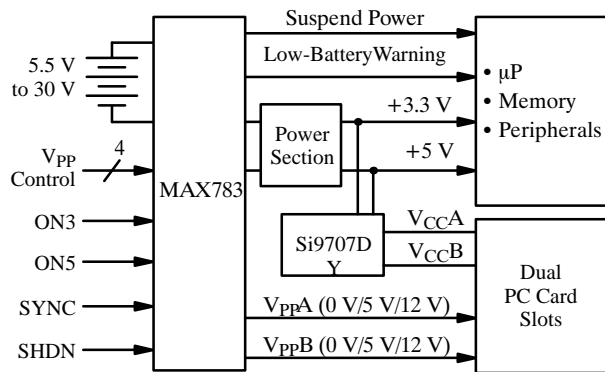 Suspend Power
Low-BatteryWarning
5.5 V
to 30 V
• µP
• Memory
• Peripherals
+3.3 V
+5 V
Power
Section
4
VPP
Control
MAX783
ON3
ON5
SYNC
SHDN
Si9707D
Y
VCCA
VCCB
VPPA (0 V/5 V/12 V)
VPPB (0 V/5 V/12 V)
Dual
PC Card
Slots